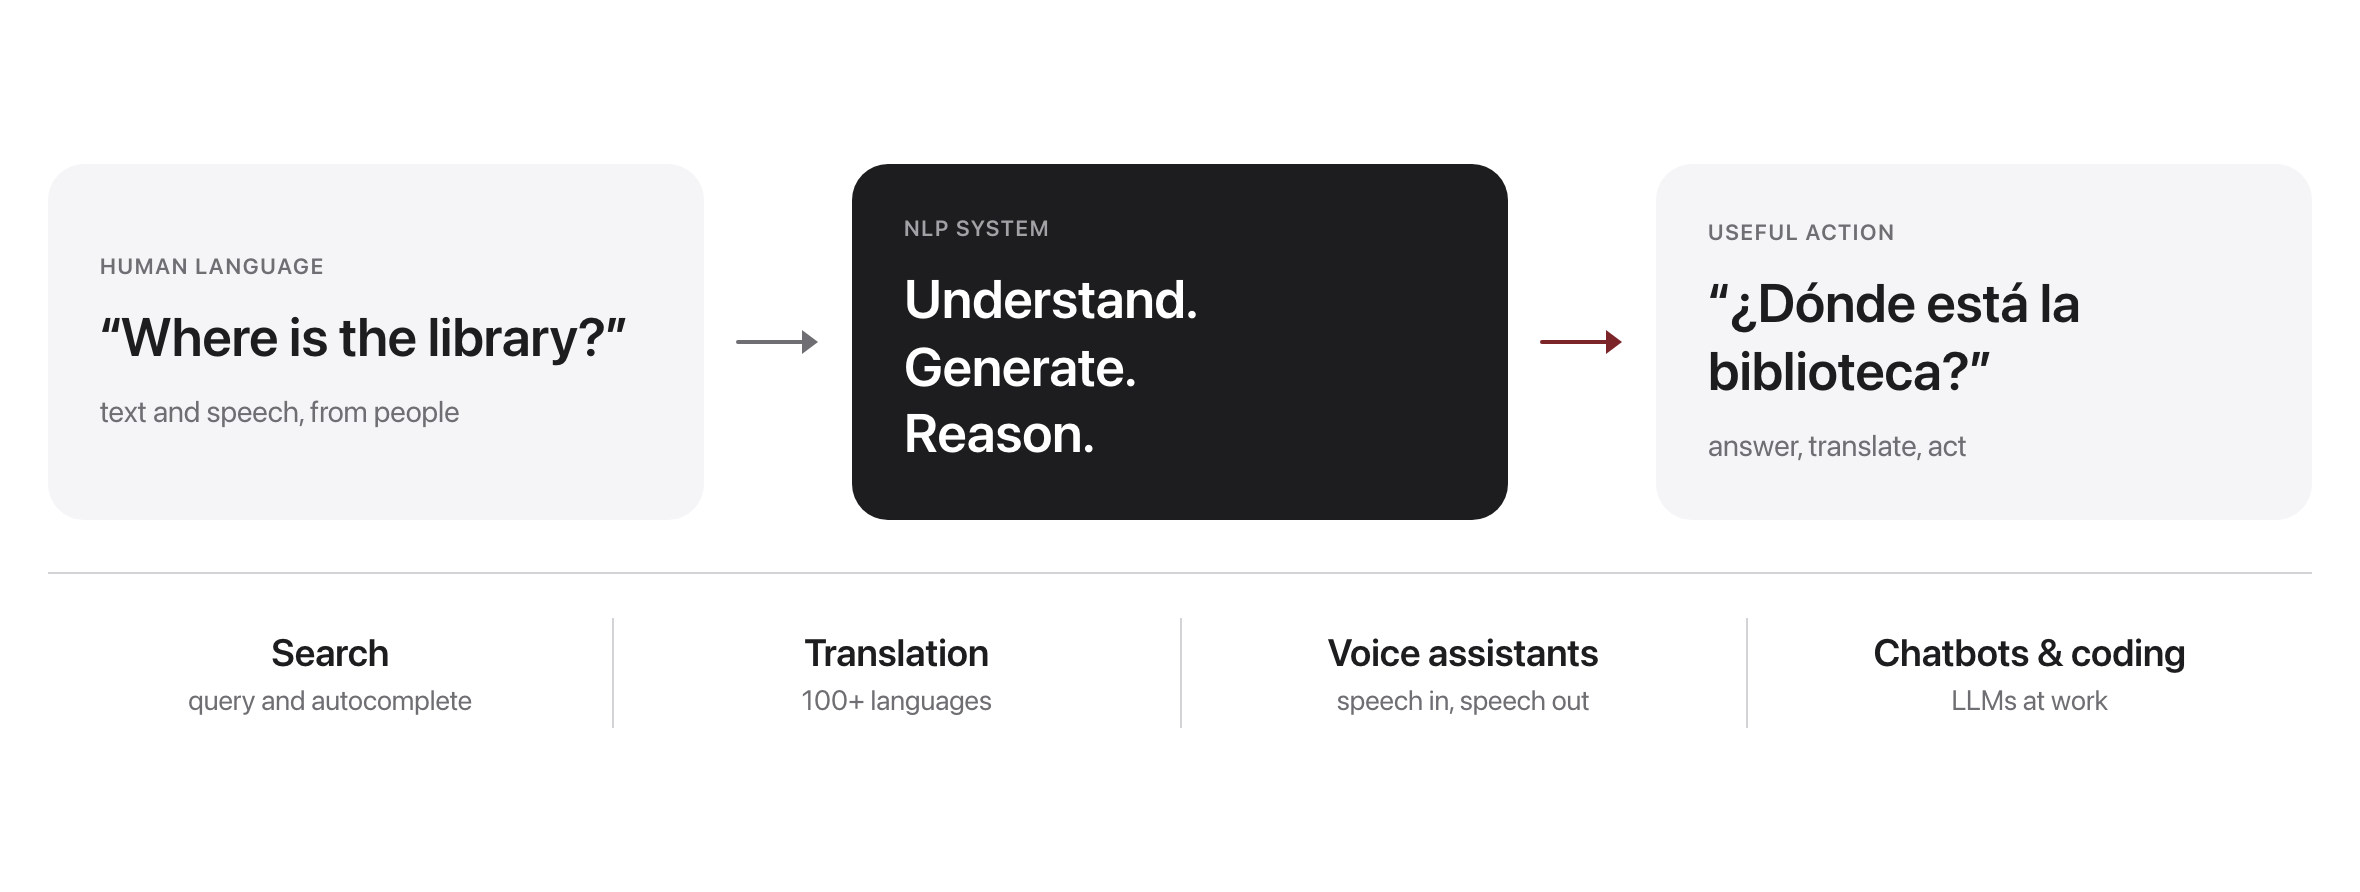 HUMAN LANGUAGE
“Where is the library?”
text and speech, from people
NLP SYSTEM
Understand.
Generate.
Reason.
USEFUL ACTION
“¿Dónde está la
biblioteca?”
answer, translate, act
Search
query and autocomplete
Translation
100+ languages
Voice assistants
speech in, speech out
Chatbots & coding
LLMs at work